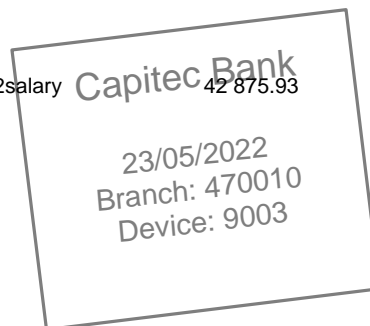 2salary 42 875.93
Capitec Bank
23/05/2022
Branch: 470010
Device: 9003